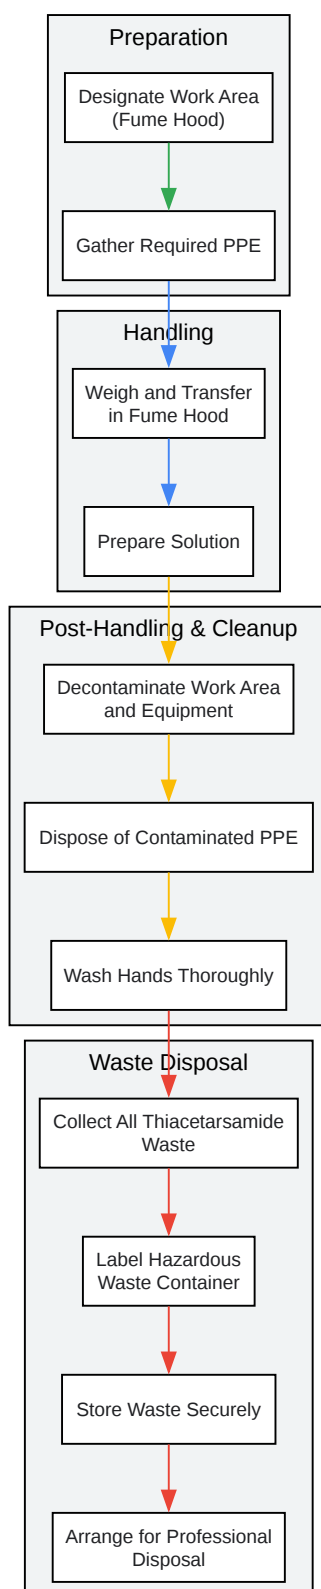 Preparation
Designate Work Area
(Fume Hood)
Gather Required PPE
Handling
Weigh and Transfer
in Fume Hood
Prepare Solution
Post-Handling & Cleanup
Decontaminate Work Area
and Equipment
Dispose of Contaminated PPE
Wash Hands Thoroughly
Waste Disposal
Collect All Thiacetarsamide
Waste
Label Hazardous
Waste Container
Store Waste Securely
Arrange for Professional
Disposal